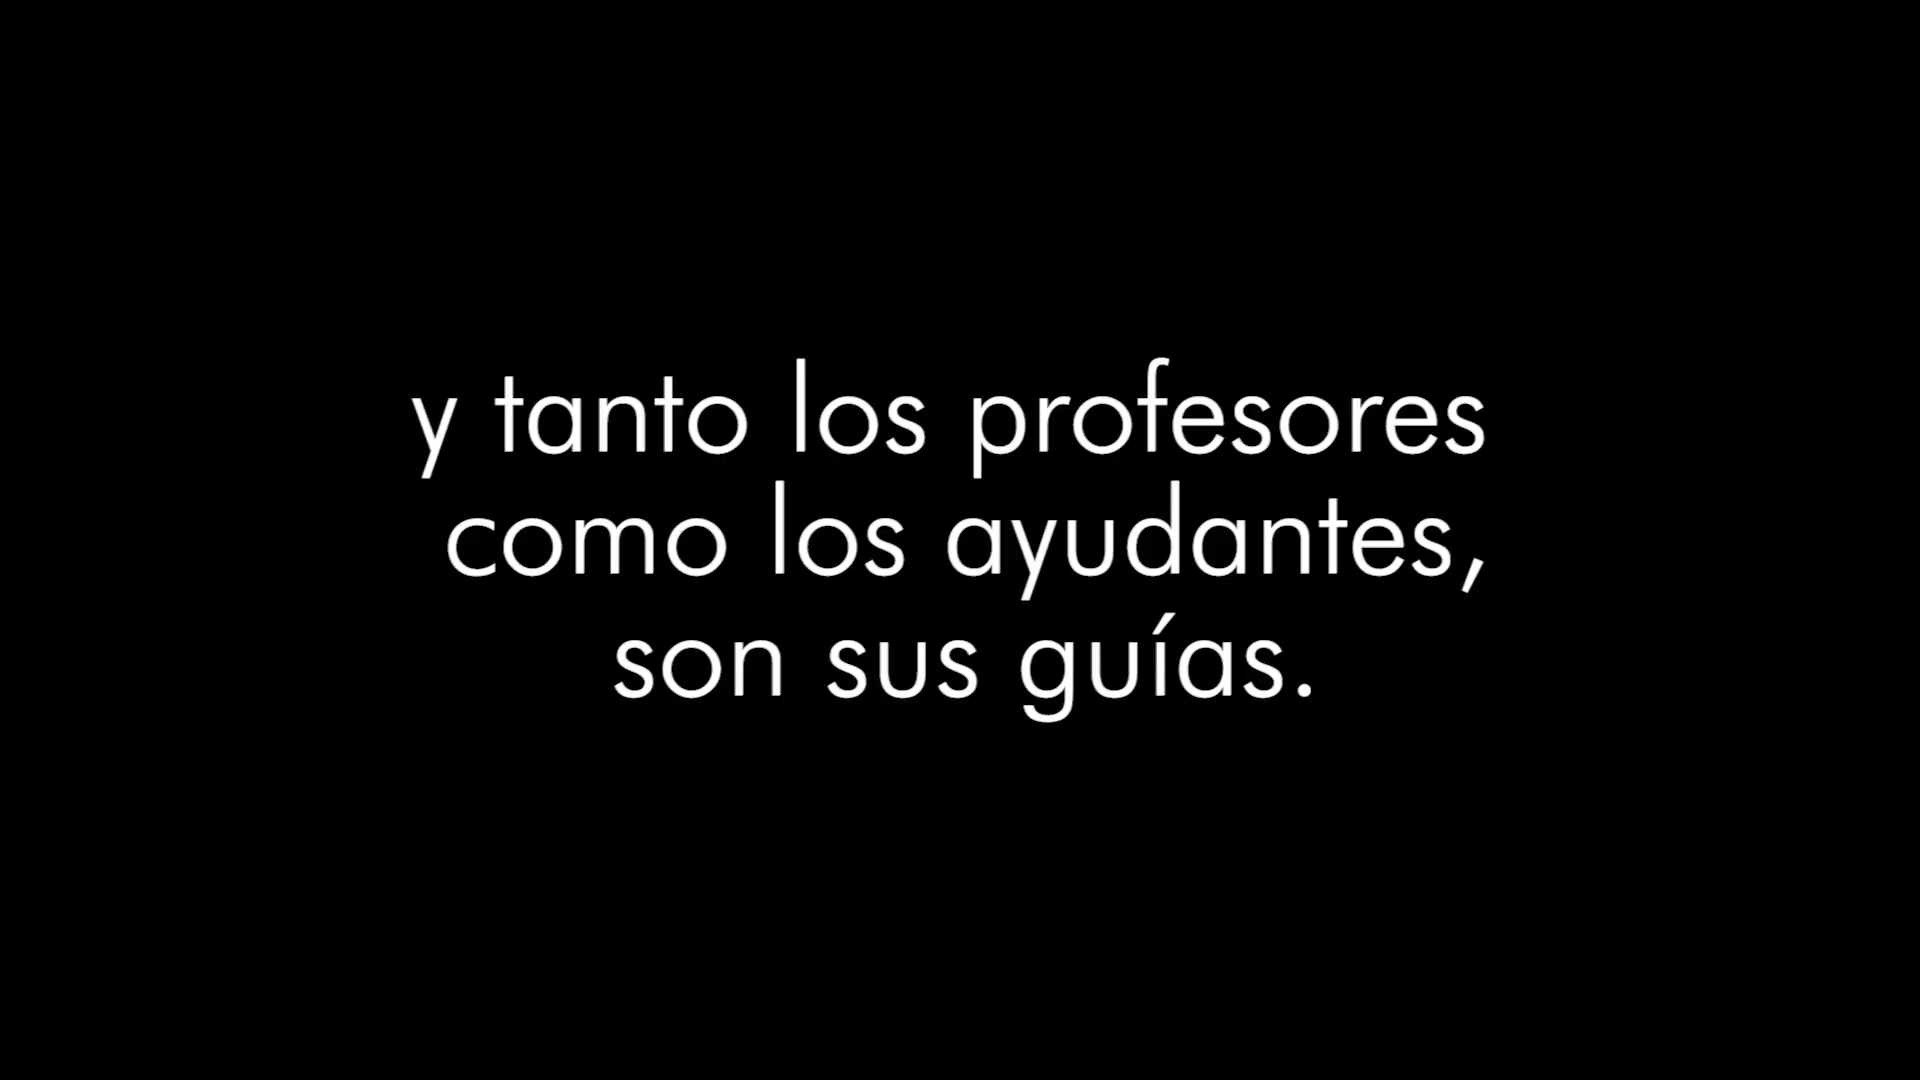 y tanto los profesores
como los ayudantes,
son sus guías.